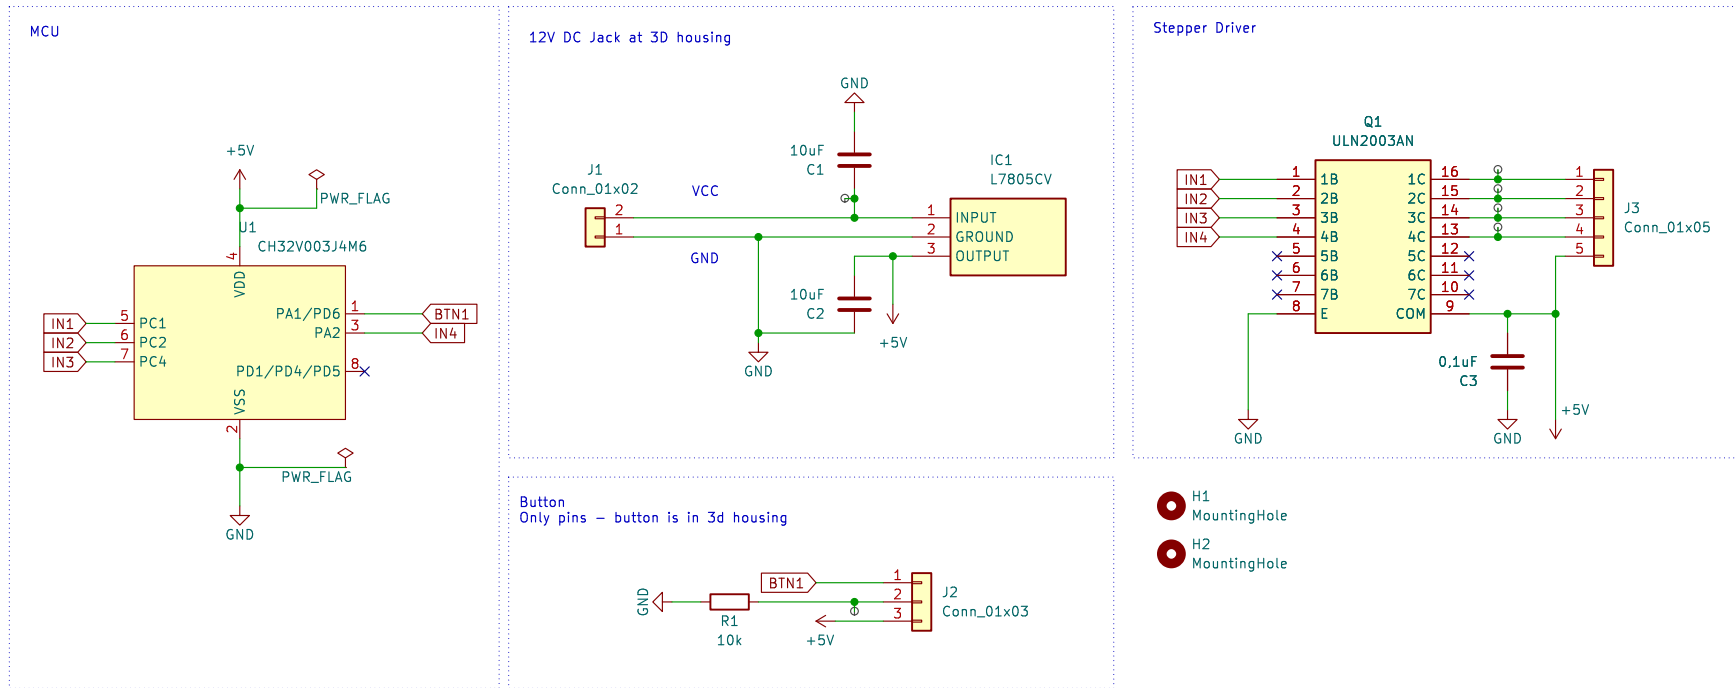 MCU
+5V
PWR_FLAG
U1
CH32V003J4M6
4
VDD
IN1
5
PC1
IN2
6
PC2
IN3
7
PC4
PA1/PD6
1
BTN1
PA2
3
IN4
PD1/PD4/PD5
8
VSS
2
PWR_FLAG
GND
12V DC Jack at 3D housing
GND
10uF
C1
J1
Conn_01x02
VCC
2
1
GND
IC1
L7805CV
1
INPUT
2
GROUND
3
OUTPUT
10uF
C2
+5V
GND
Button
Only pins – button is in 3d housing
BTN1
GND
R1
10k
+5V
1
2
3
J2
Conn_01x03
Stepper Driver
Q1
ULN2003AN
IN1
1
1B
1C
16
1
IN2
2
2B
2C
15
2
IN3
3
3B
3C
14
3
IN4
4
4B
4C
13
4
5
5B
5C
12
5
6
6B
6C
11
7
7B
7C
10
8
E
COM
9
J3
Conn_01x05
0,1uF
C3
GND
GND
+5V
H1
MountingHole
H2
MountingHole